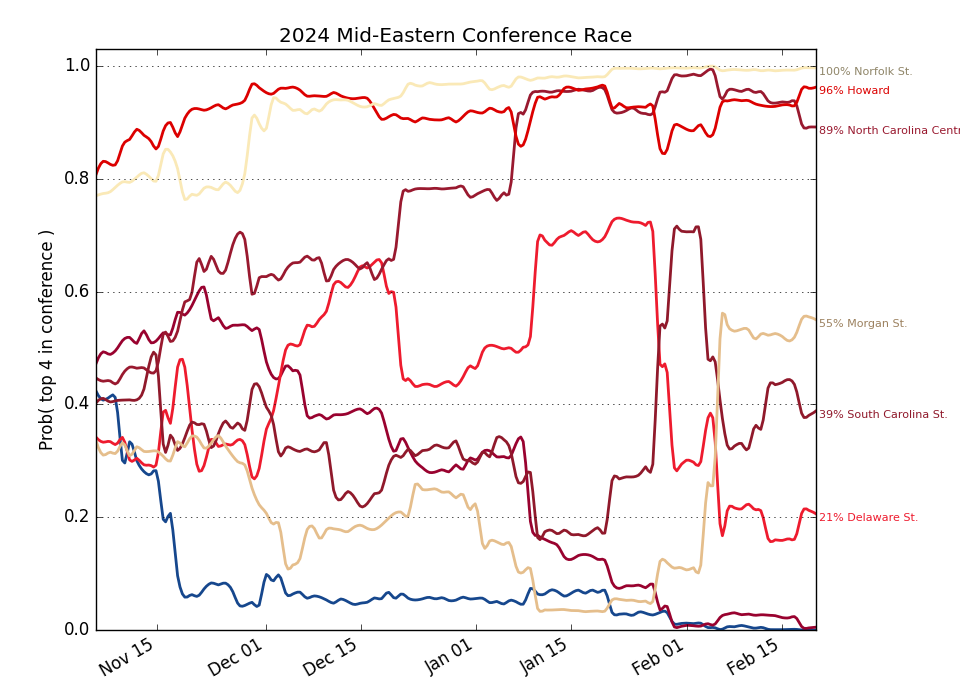 2024 Mid-Eastern Conference Race
Prob( top 4 in conference )
1.0
0.8
0.6
0.4
0.2
0.0
Nov 15
Dec 01
Dec 15
Jan 01
Jan 15
Feb 01
Feb 15
100% Norfolk St.
96% Howard
89% North Carolina Centr
55% Morgan St.
39% South Carolina St.
21% Delaware St.